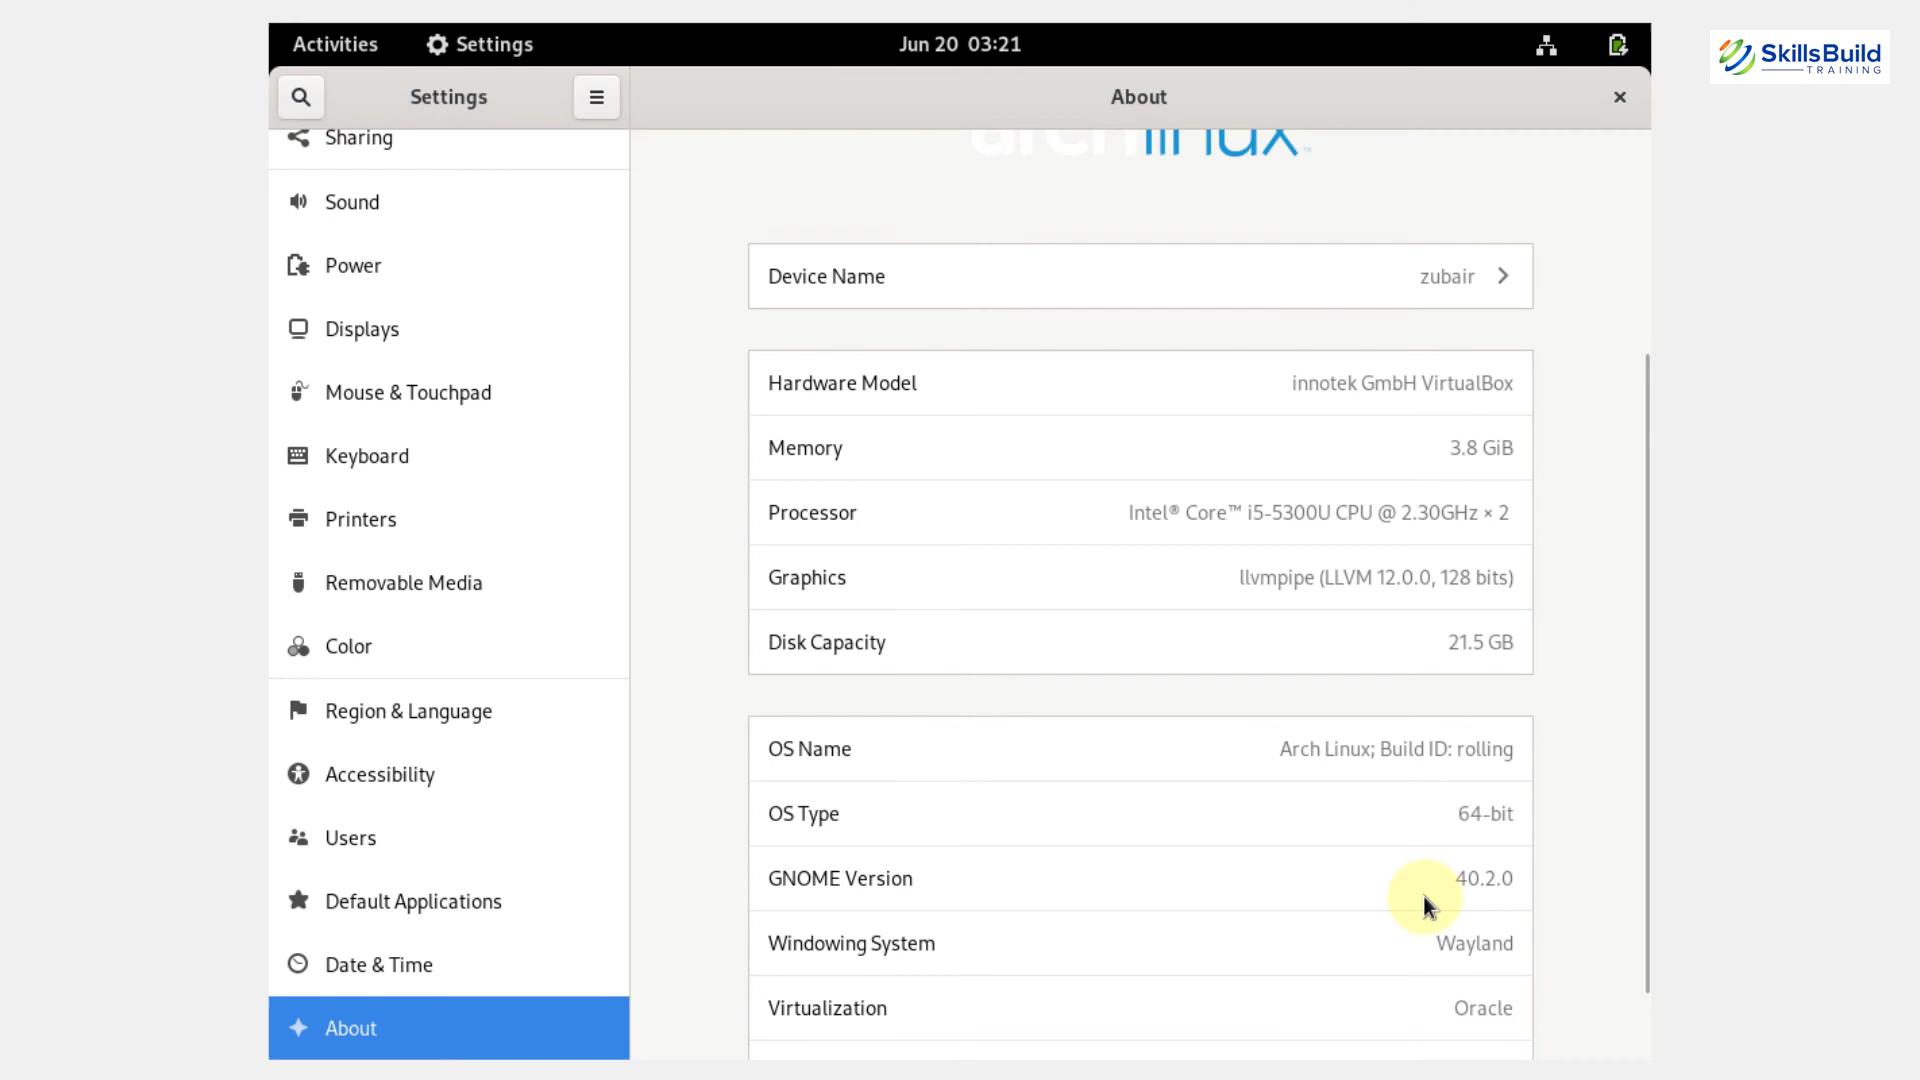 Activities Settings Jun 20 03:21
SkillsBuild
TRAINING
Settings About
archlinux™
Sharing
Sound
Power
Displays
Mouse & Touchpad
Keyboard
Printers
Removable Media
Color
Region & Language
Accessibility
Users
Default Applications
Date & Time
About
Device Name zubair
Hardware Model innotek GmbH VirtualBox
Memory 3.8 GiB
Processor Intel® Core™ i5-5300U CPU @ 2.30GHz × 2
Graphics llvmpipe (LLVM 12.0.0, 128 bits)
Disk Capacity 21.5 GB
OS Name Arch Linux; Build ID: rolling
OS Type 64-bit
GNOME Version 40.2.0
Windowing System Wayland
Virtualization Oracle